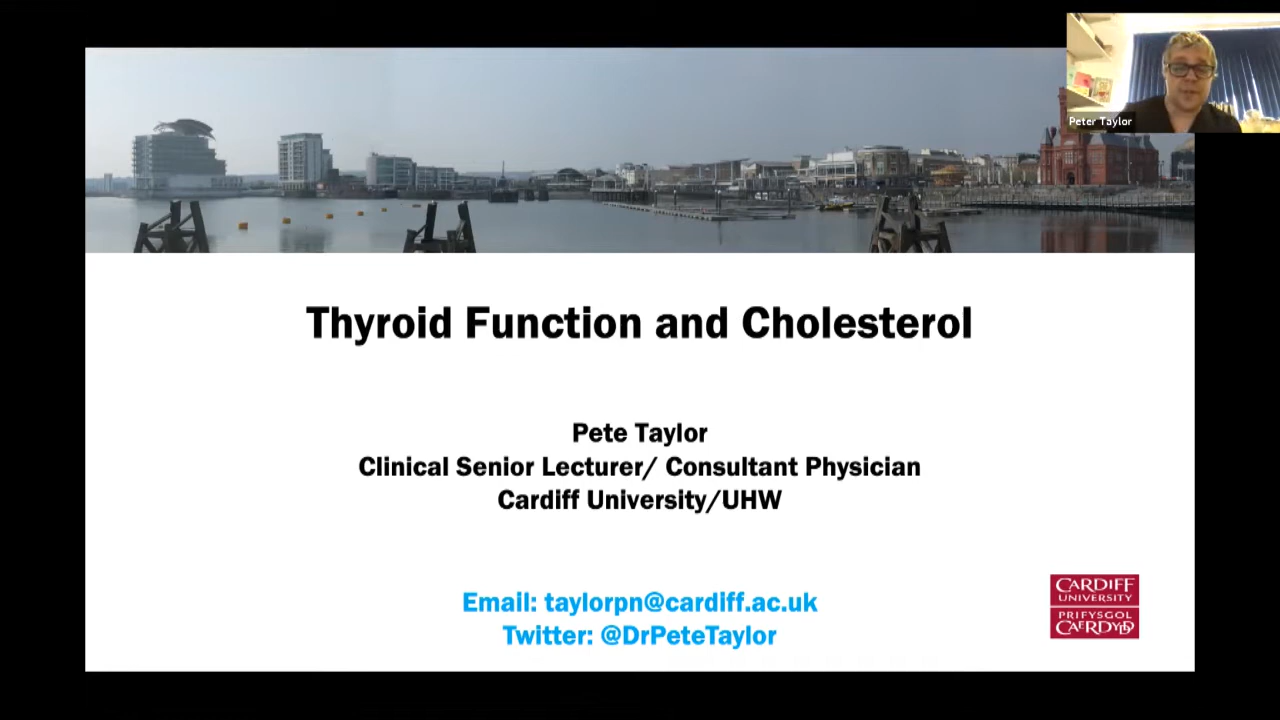 Peter Taylor
Thyroid Function and Cholesterol
Pete Taylor
Clinical Senior Lecturer/ Consultant Physician
Cardiff University/UHW
Email: taylorpn@cardiff.ac.uk
Twitter: @DrPeteTaylor
CARDIFF
UNIVERSITY
PRIFYSGOL
CAERDYDD